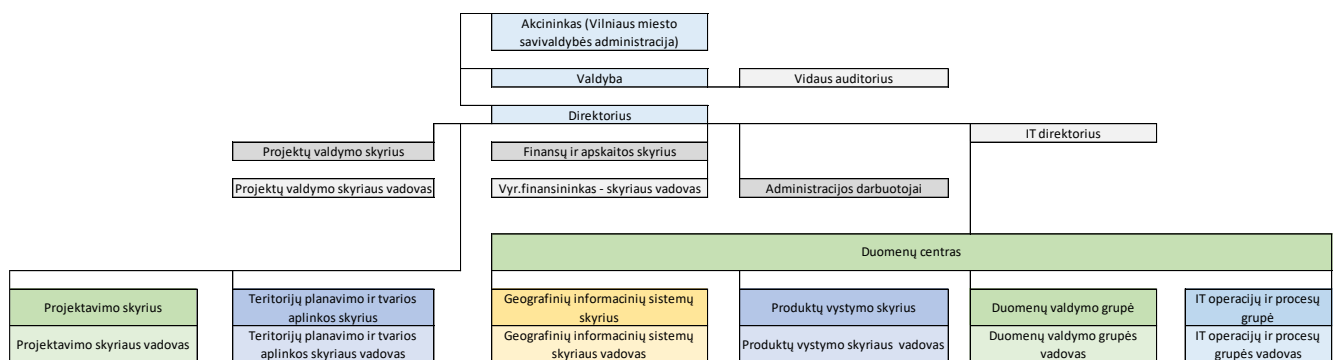 Akcininkas (Vilniaus miesto
savivaldybės administracija)
Valdyba
Vidaus auditorius
Direktorius
IT direktorius
Projektų valdymo skyrius
Finansų ir apskaitos skyrius
Projektų valdymo skyriaus vadovas
Vyr.finansininkas - skyriaus vadovas
Administracijos darbuotojai
Duomenų centras
Projektavimo skyrius
Teritorijų planavimo ir tvarios
aplinkos skyrius
Geografinių informacinių sistemų
skyrius
Produktų vystymo skyrius
Duomenų valdymo grupė
IT operacijų ir procesų
grupė
Projektavimo skyriaus vadovas
Teritorijų planavimo ir tvarios
aplinkos skyriaus vadovas
Geografinių informacinių sistemų
skyriaus vadovas
Produktų vystymo skyriaus vadovas
Duomenų valdymo grupės
vadovas
IT operacijų ir procesų
grupės vadovas